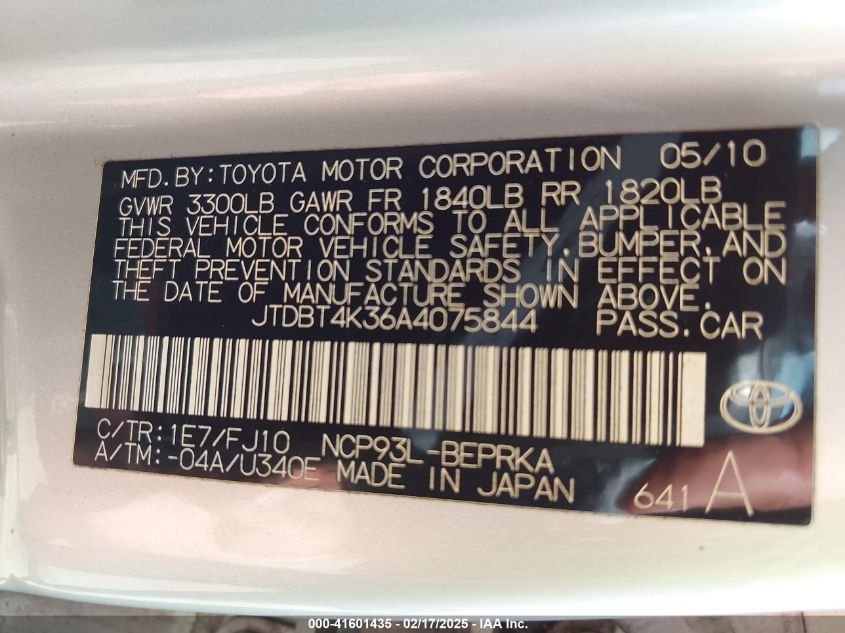 MFD. BY: TOYOTA MOTOR CORPORATION 05/10
GVWR 3300LB GAWR FR 1840LB RR 1820LB
THIS VEHICLE CONFORMS TO ALL APPLICABLE
FEDERAL MOTOR VEHICLE SAFETY, BUMPER, AND
THEFT PREVENTION STANDARDS IN EFFECT ON
THE DATE OF MANUFACTURE SHOWN ABOVE.
JTDBT4K36A4075844 PASS. CAR
C/TR: 1E7/FJ10 NCP93L-BEPRKA
A/TM: -04A/U340E MADE IN JAPAN
641 A
000-41601435 - 02/17/2025 - IAA Inc.